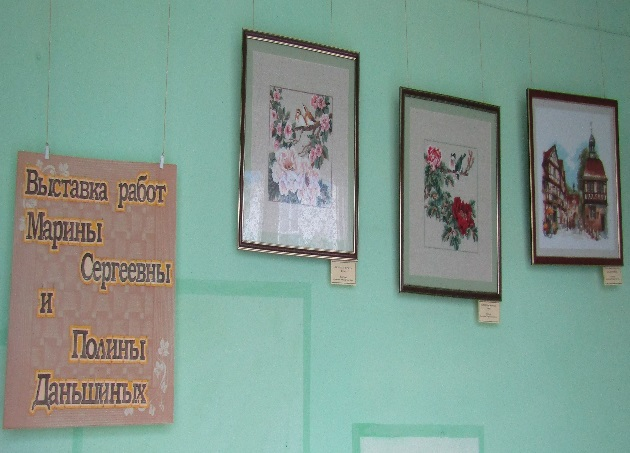 Выставка работ
Марины
Сергеевны
и
Полины
Даньшиных